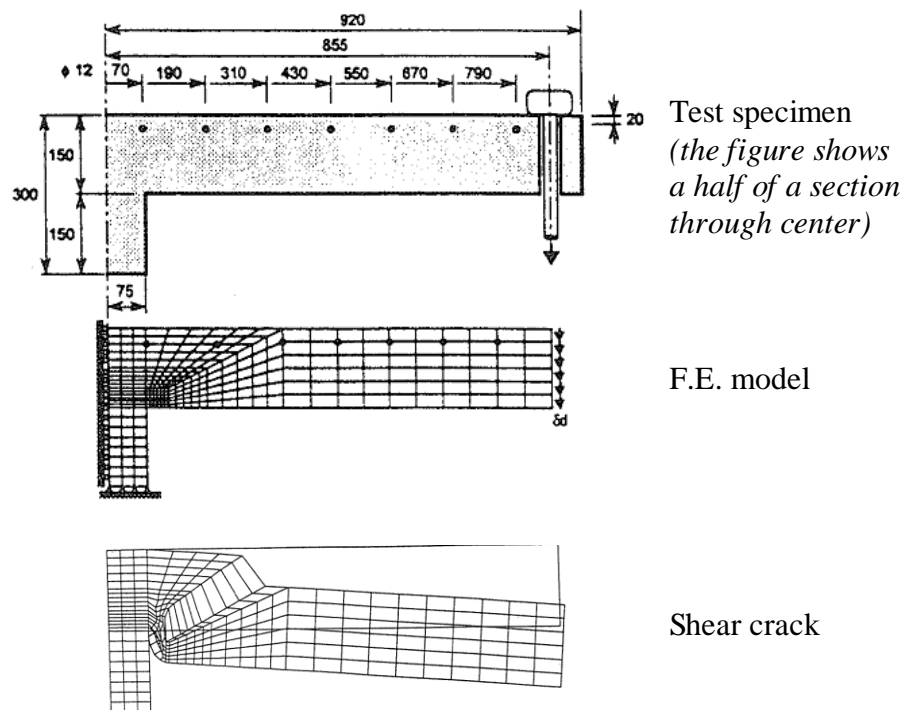 920
855
ϕ 12 70 190 310 430 550 670 790
20
150
300
150
75
Test specimen
(the figure shows
a half of a section
through center)
F.E. model
δd
Shear crack